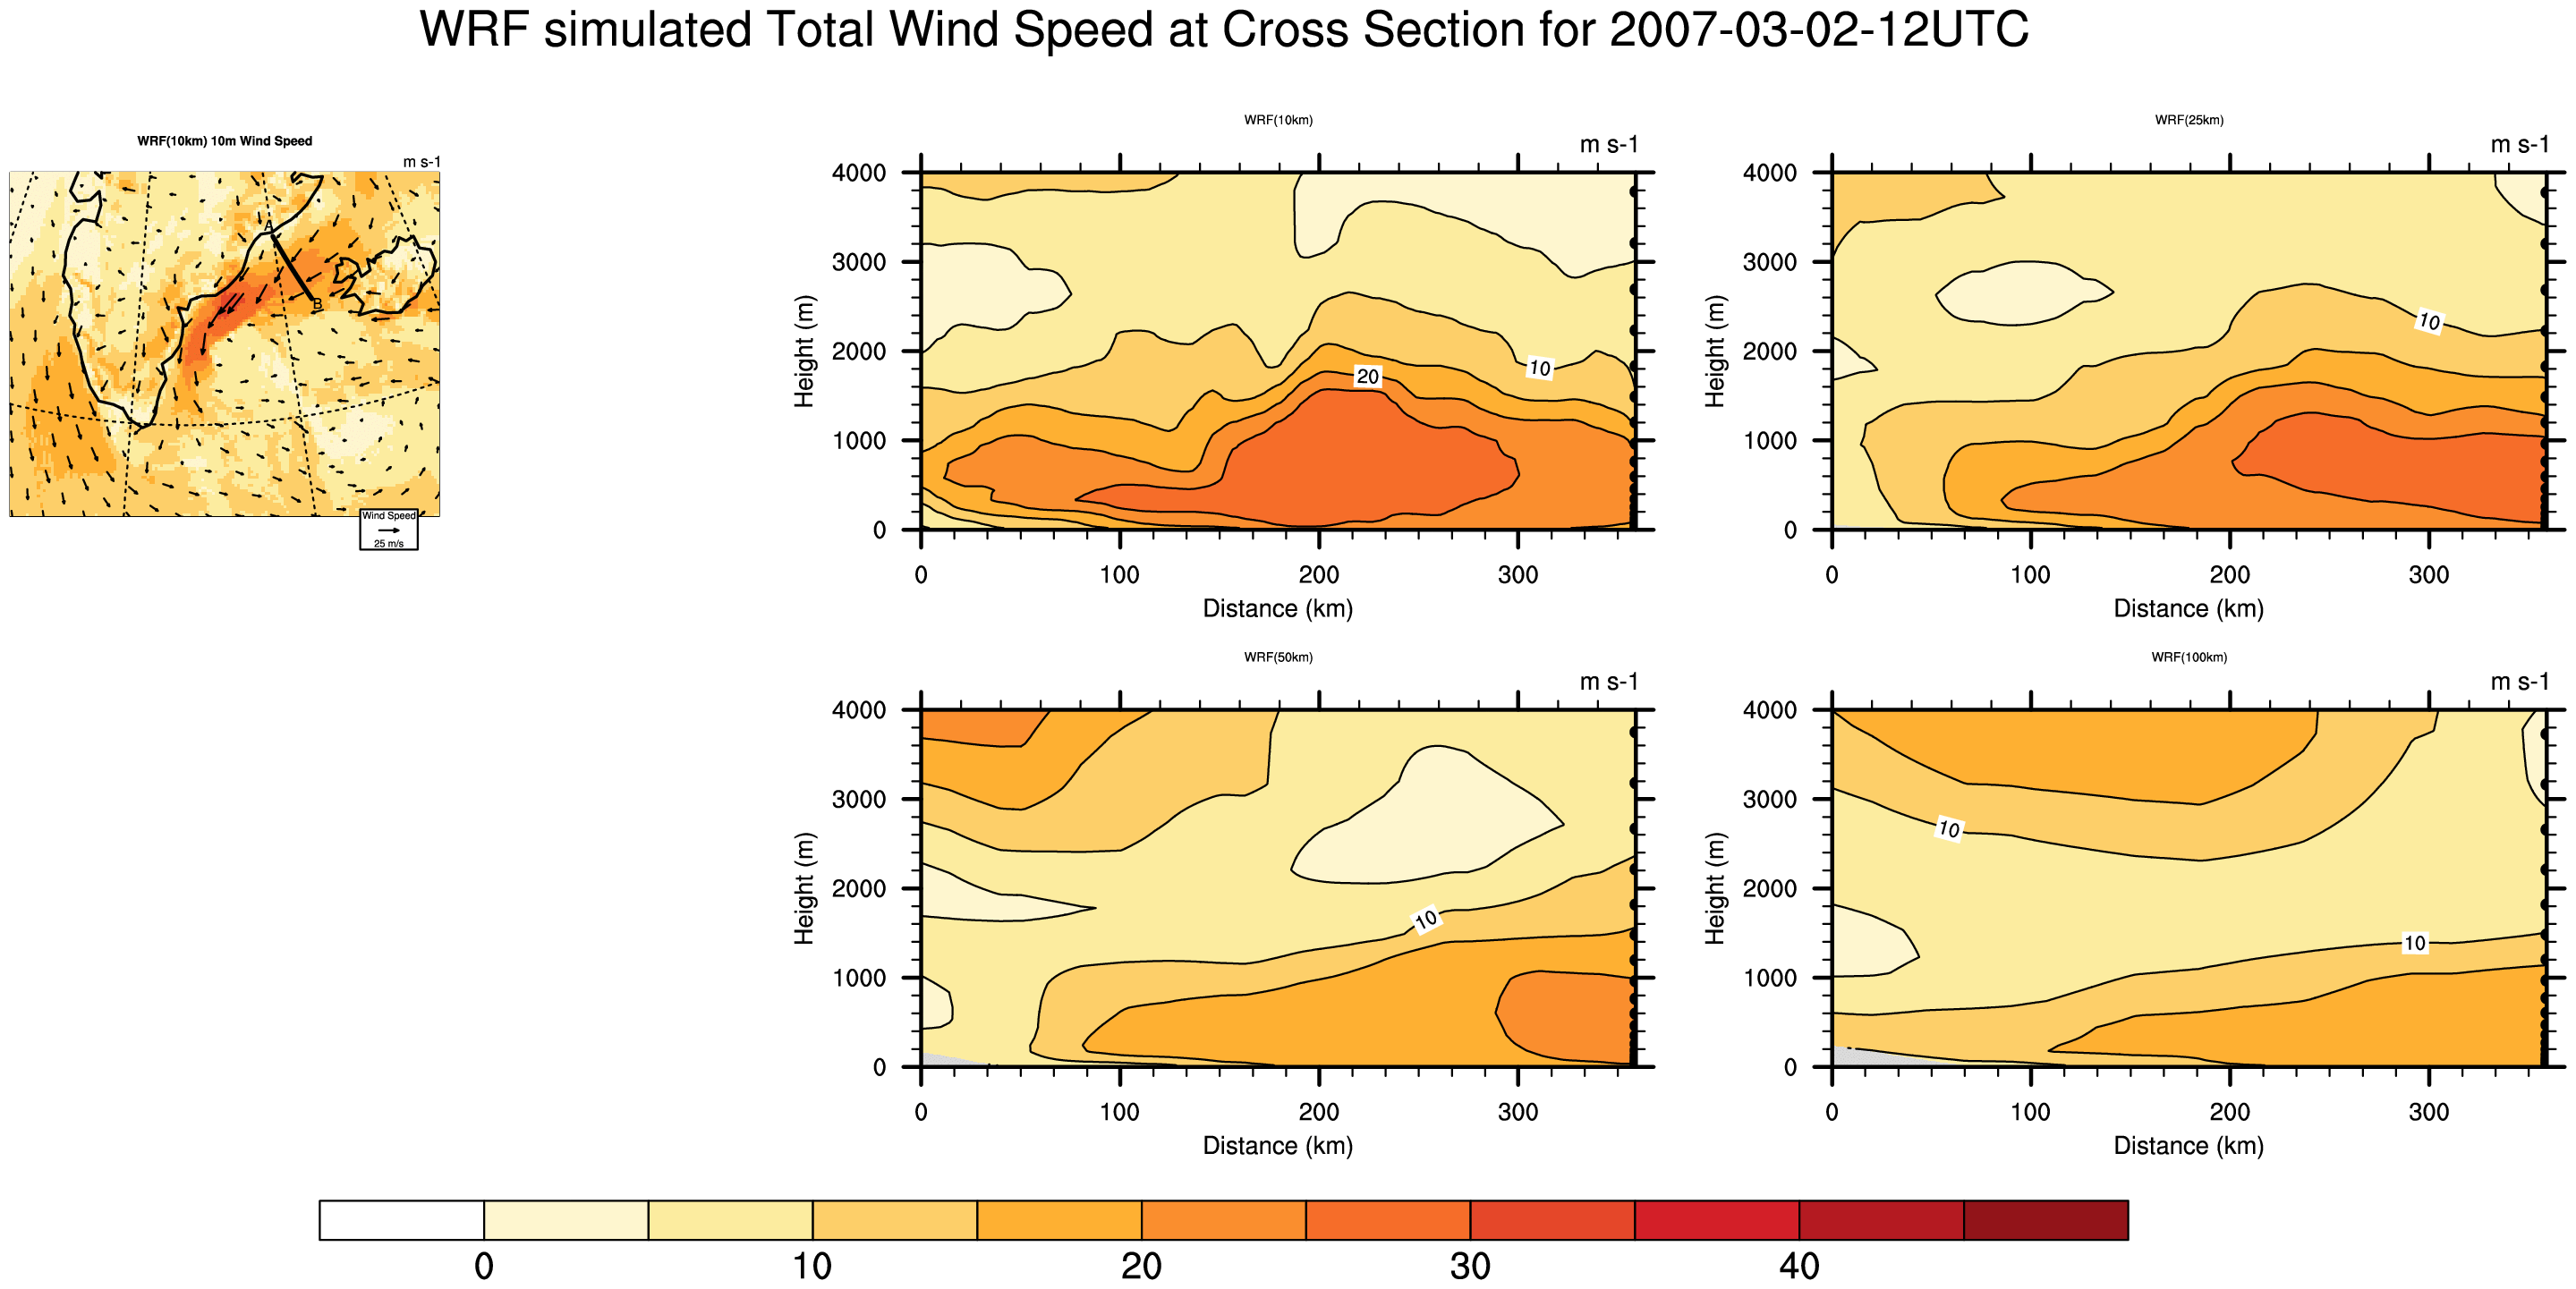 WRF simulated Total Wind Speed at Cross Section for 2007-03-02-12UTC
WRF(10km) 10m Wind Speed
m s-1
A
B
Wind Speed
25 m/s
WRF(10km)
m s-1
4000
3000
2000
1000
0
Height (m)
20
10
0 100 200 300
Distance (km)
WRF(25km)
m s-1
4000
3000
2000
1000
0
Height (m)
10
0 100 200 300
Distance (km)
WRF(50km)
m s-1
4000
3000
2000
1000
0
Height (m)
10
0 100 200 300
Distance (km)
WRF(100km)
m s-1
4000
3000
2000
1000
0
Height (m)
10
10
0 100 200 300
Distance (km)
0 10 20 30 40